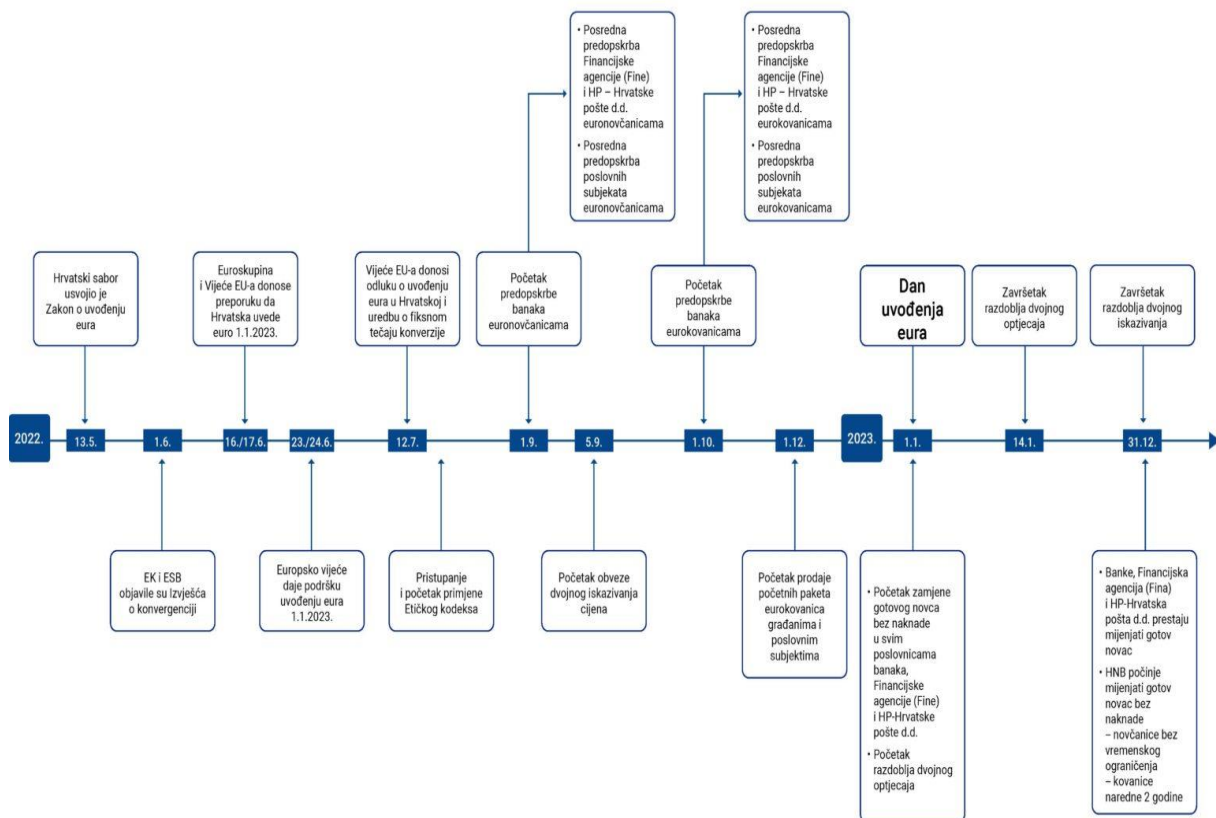 • Posredna
predopskrba
Financijske
agencije (Fine)
i HP – Hrvatske
pošte d.d.
euronovčanicama
• Posredna
predopskrba
poslovnih
subjekata
euronovčanicama
• Posredna
predopskrba
Financijske
agencije (Fine)
i HP – Hrvatske
pošte d.d.
eurokovanicama
• Posredna
predopskrba
poslovnih
subjekata
eurokovanicama
Hrvatski sabor
usvojio je
Zakon o uvođenju
eura
Euroskupina
i Vijeće EU-a donose
preporuku da
Hrvatska uvede
euro 1.1.2023.
Vijeće EU-a donosi
odluku o uvođenju
eura u Hrvatskoj i
uredbu o fiksnom
tečaju konverzije
Početak
predopskrbe
banaka
euronovčanicama
Početak
predopskrbe banaka
eurokovanicama
Dan
uvođenja
eura
Završetak
razdoblja dvojnog
optjecaja
Završetak
razdoblja dvojnog
iskazivanja
2022.
13.5.
1.6.
16./17.6.
23./24.6.
12.7.
1.9.
5.9.
1.10.
1.12.
2023.
1.1.
14.1.
31.12.
EK i ESB
objavile su Izvješća
o konvergenciji
Europsko vijeće
daje podršku
uvođenju eura
1.1.2023.
Pristupanje
i početak primjene
Etičkog kodeksa
Početak obveze
dvojnog iskazivanja
cijena
Početak prodaje
početnih paketa
eurokovanica
građanima i
poslovnim
subjektima
• Početak zamjene
gotovog novca
bez naknade
u svim
poslovnicama
banaka,
Financijske
agencije (Fine)
i HP-Hrvatske
pošte d.d.
• Početak
razdoblja dvojnog
optjecaja
• Banke, Financijska
agencija (Fina)
i HP-Hrvatska
pošta d.d. prestaju
mijenjati gotov
novac
• HNB počinje
mijenjati gotov
novac bez
naknade
– novčanice bez
vremenskog
ograničenja
– kovanice
naredne 2 godine